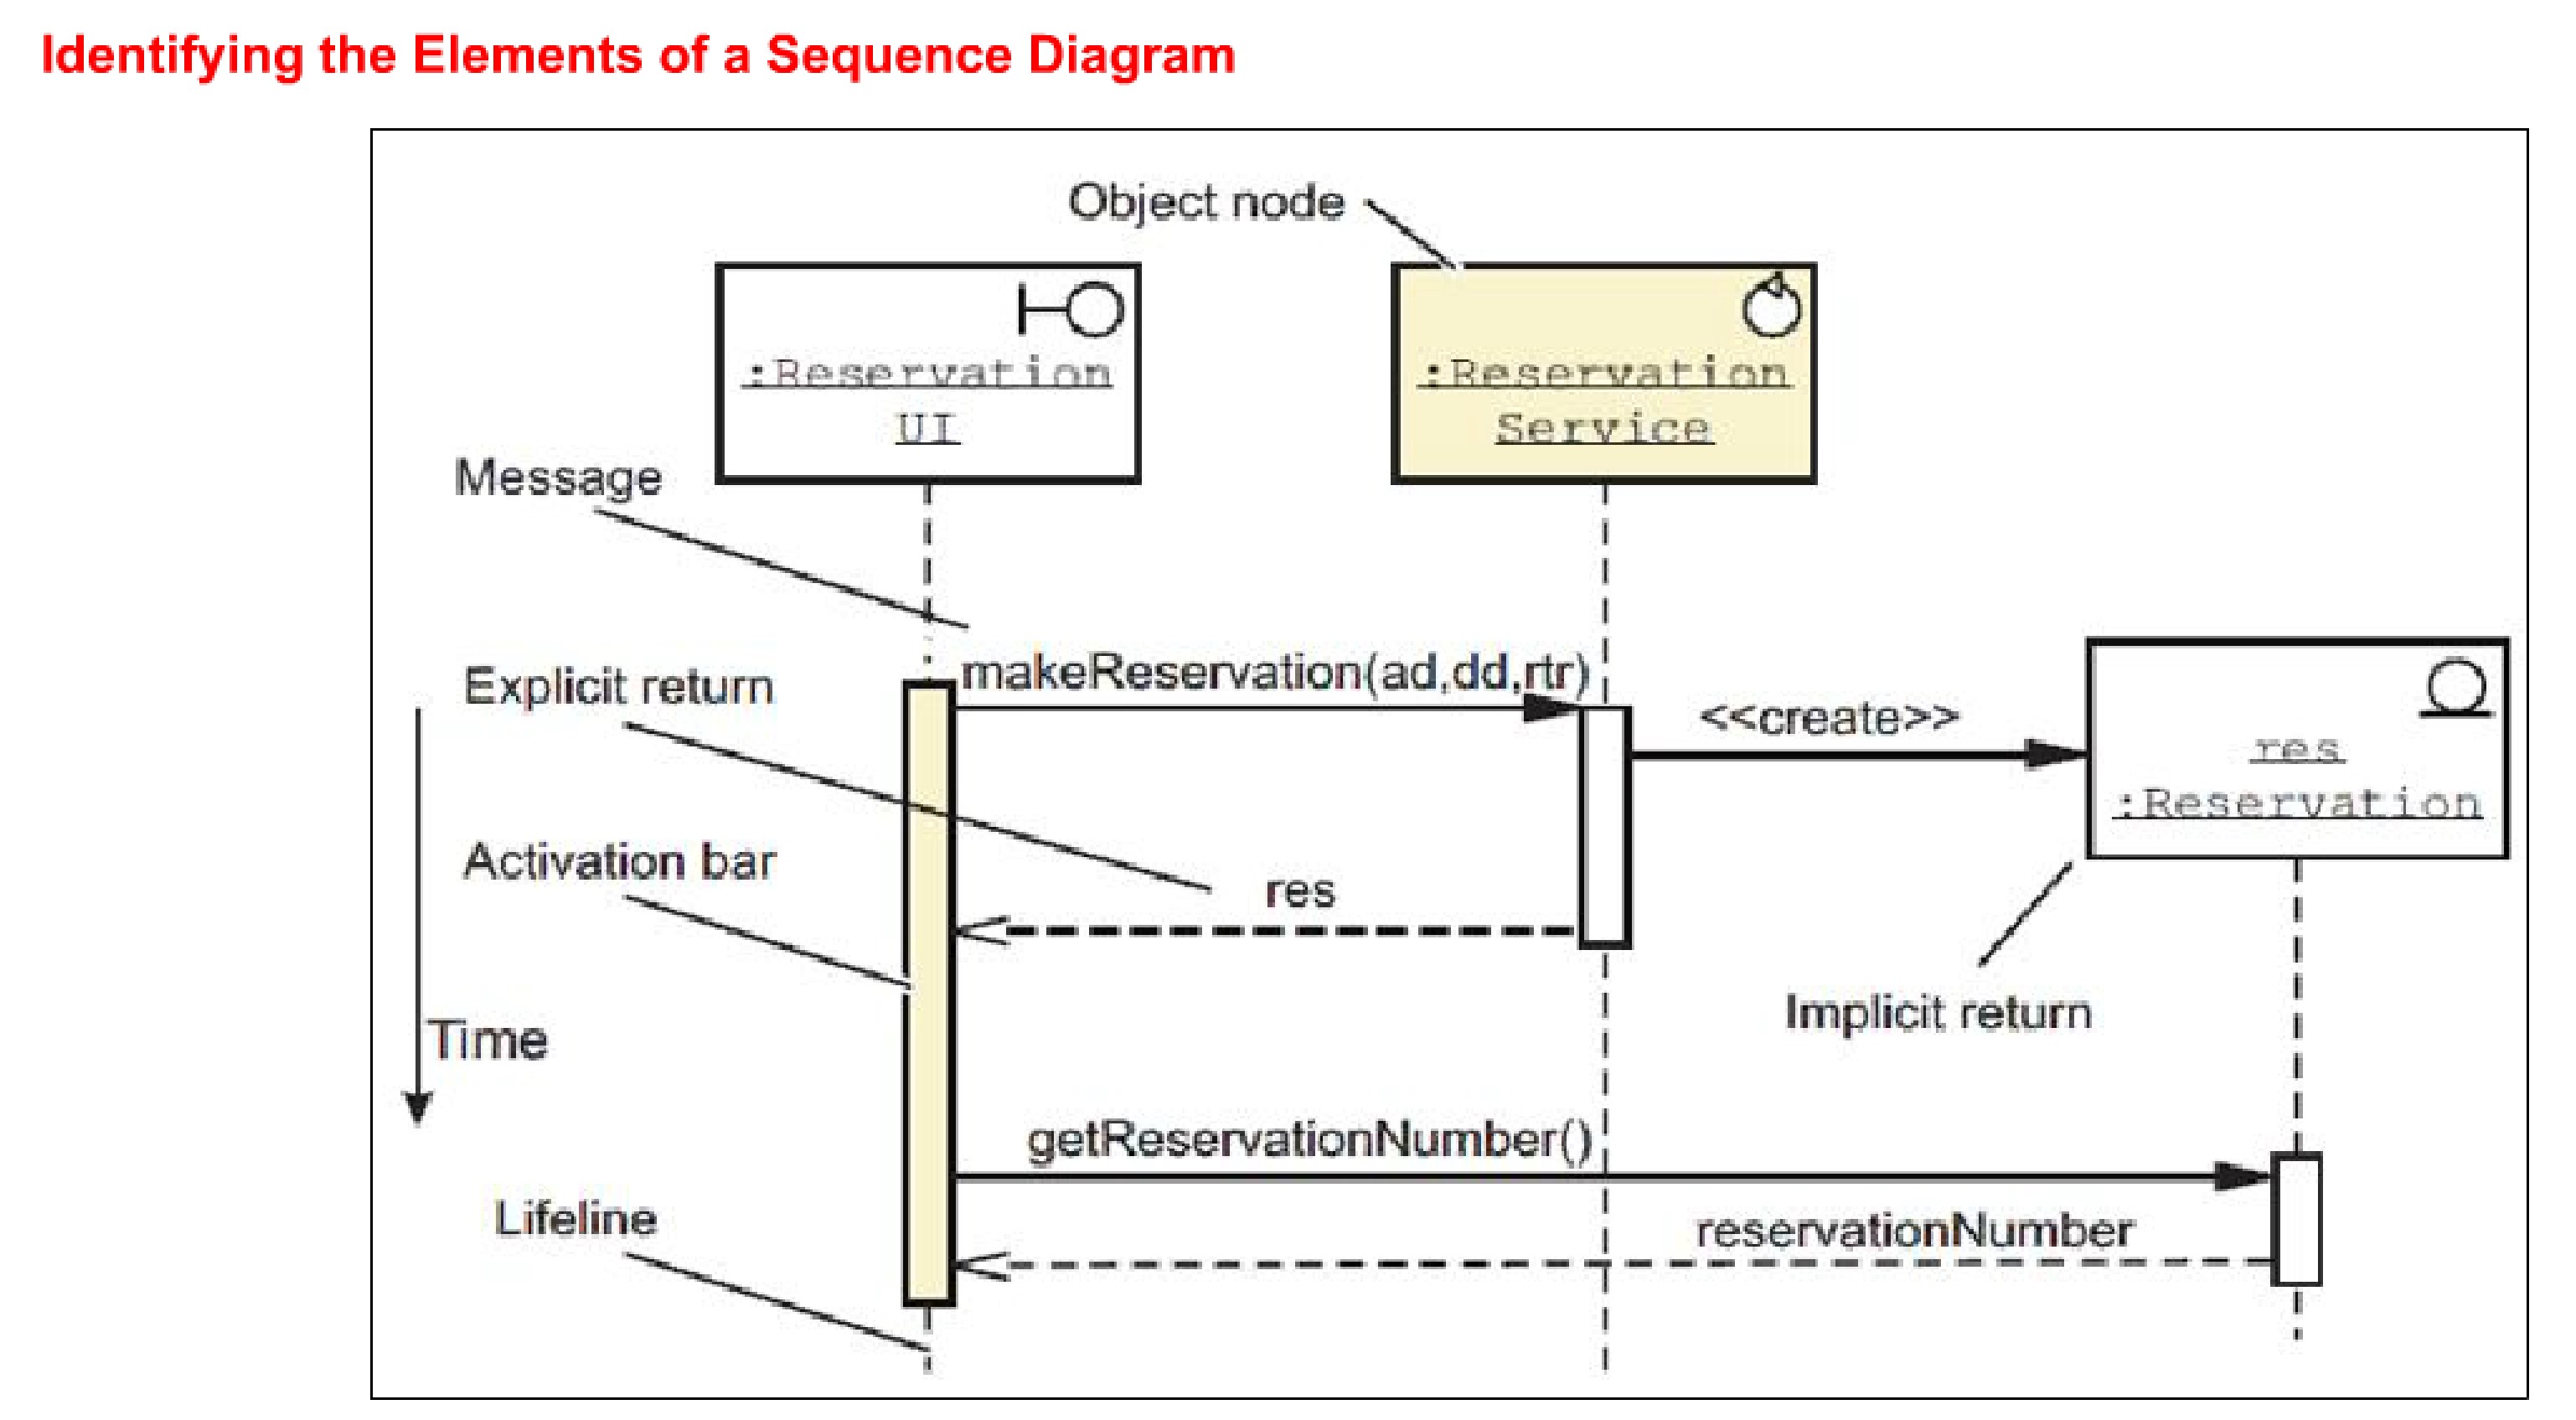 Identifying the Elements of a Sequence Diagram
Object node
:Reservation
UI
:Reservation
Service
Message
makeReservation(ad,dd,rtr)
Explicit return
<<create>>
res
:Reservation
Activation bar
res
Implicit return
Time
getReservationNumber()
Lifeline
reservationNumber